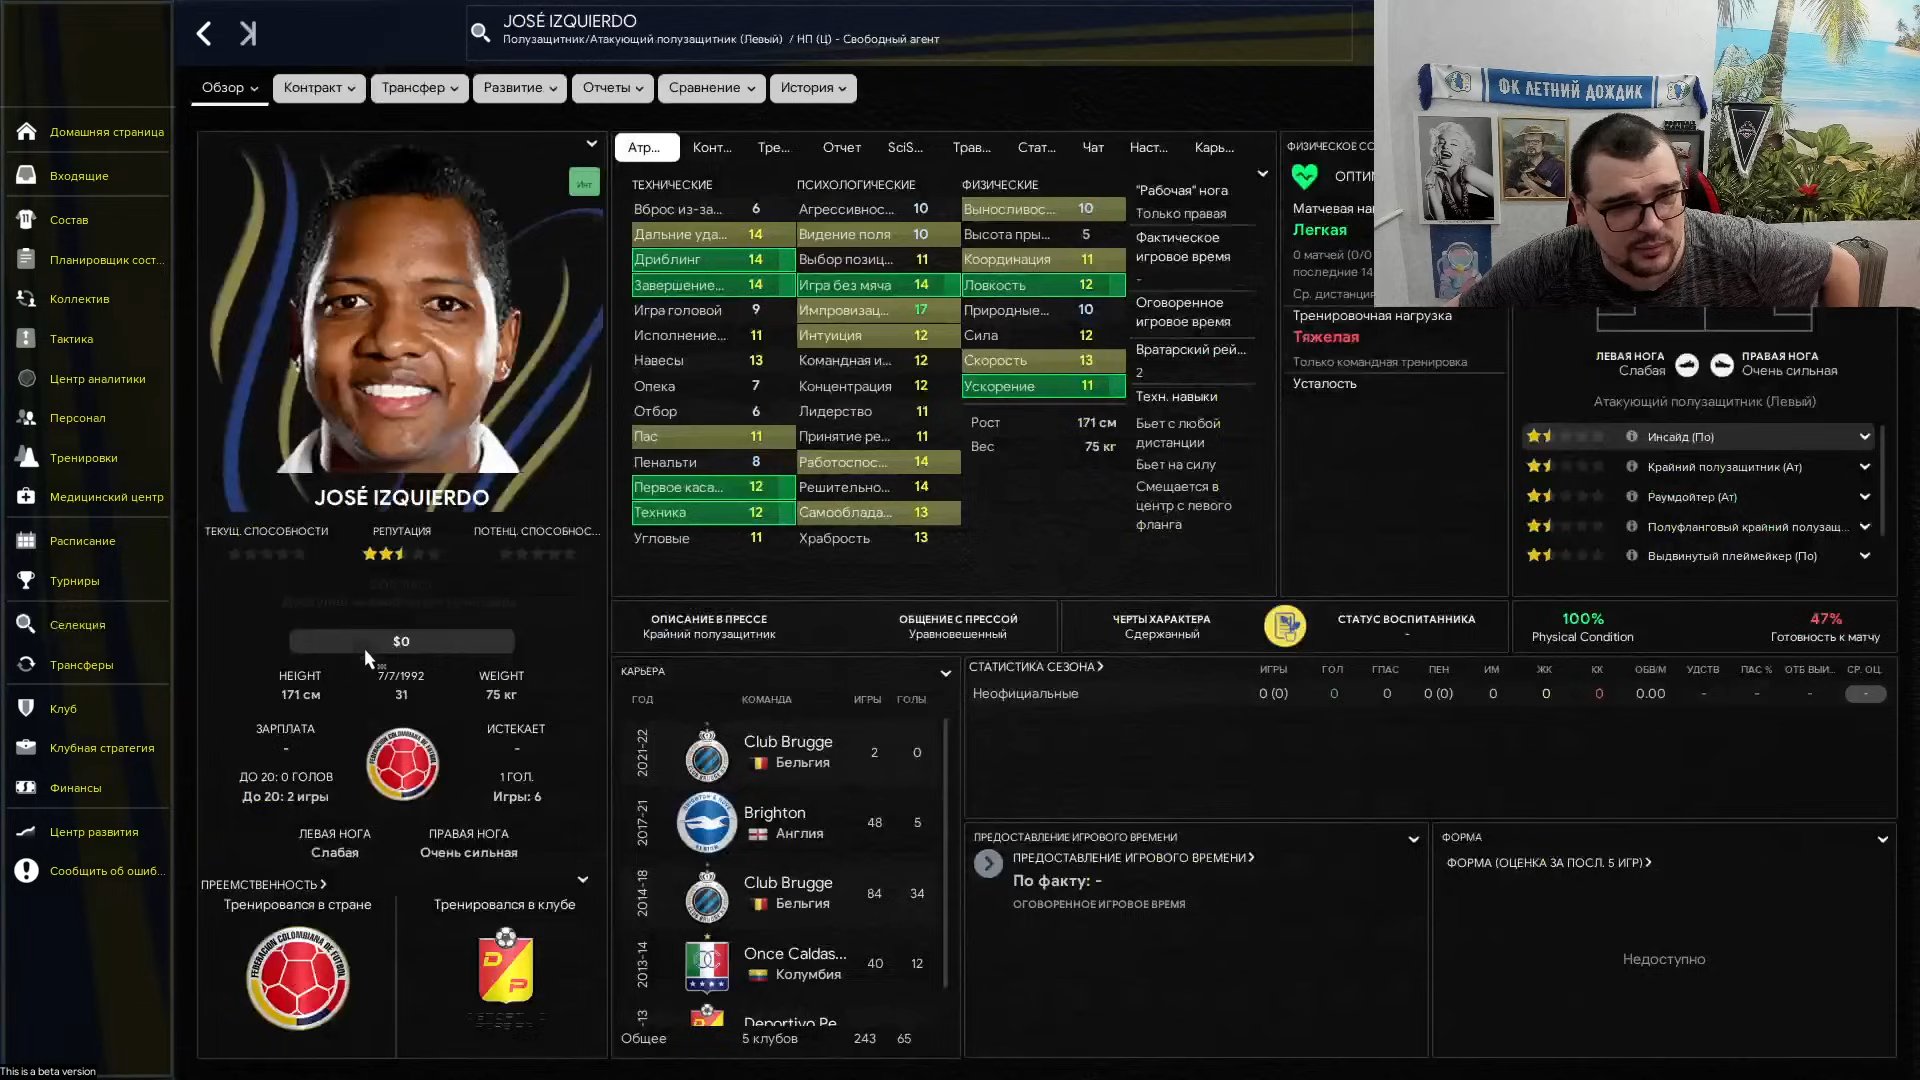 JOSÉ IZQUIERDO
Полузащитник/Атакующий полузащитник (Левый) / НП (Ц) - Свободный агент
Обзор
Контракт
Трансфер
Развитие
Отчеты
Сравнение
История
Домашняя страница
Входящие
Состав
Планировщик сост...
Коллектив
Тактика
Центр аналитики
Персонал
Тренировки
Медицинский центр
Расписание
Турниры
Селекция
Трансферы
Клуб
Клубная стратегия
Финансы
Центр развития
Сообщить об ошиб...
This is a beta version
Инт
JOSÉ IZQUIERDO
ТЕКУЩ. СПОСОБНОСТИ
РЕПУТАЦИЯ
ПОТЕНЦ. СПОСОБНОС...
$0
HEIGHT
7/7/1992
WEIGHT
171 см
31
75 кг
ЗАРПЛАТА
-
ИСТЕКАЕТ
-
ДО 20: 0 ГОЛОВ
До 20: 2 игры
1 ГОЛ.
Игры: 6
ЛЕВАЯ НОГА
Слабая
ПРАВАЯ НОГА
Очень сильная
ПРЕЕМСТВЕННОСТЬ
Тренировался в стране
Тренировался в клубе
FEDERACION COLOMBIANA DE FUTBOL
D
P
Атр...
Конт...
Тре...
Отчет
SciS...
Трав...
Стат...
Чат
Наст...
Карь...
ТЕХНИЧЕСКИЕ
Вброс из-за... 6
Дальние уда... 14
Дриблинг 14
Завершение... 14
Игра головой 9
Исполнение... 11
Навесы 13
Опека 7
Отбор 6
Пас 11
Пенальти 8
Первое каса... 12
Техника 12
Угловые 11
ПСИХОЛОГИЧЕСКИЕ
Агрессивнос... 10
Видение поля 10
Выбор позиц... 11
Игра без мяча 14
Импровизац... 17
Интуиция 12
Командная и... 12
Концентрация 12
Лидерство 11
Принятие ре... 11
Работоспос... 14
Решительно... 14
Самооблада... 13
Храбрость 13
ФИЗИЧЕСКИЕ
Выносливос... 10
Высота пры... 5
Координация 11
Ловкость 12
Природные... 10
Сила 12
Скорость 13
Ускорение 11
Рост 171 см
Вес 75 кг
"Рабочая" нога
Только правая
Фактическое
игровое время
-
Оговоренное
игровое время
Вратарский рей...
2
Техн. навыки
Бьет с любой
дистанции
Бьет на силу
Смещается в
центр с левого
фланга
ФИЗИЧЕСКОЕ СО
ОПТИМ
Матчевая на
Легкая
0 матчей (0/0
последние 14
Ср. дистанция
Тренировочная нагрузка
Тяжелая
Только командная тренировка
Усталость
ФК ЛЕТНИЙ ДОЖДИК
ЛЕВАЯ НОГА
Слабая
ПРАВАЯ НОГА
Очень сильная
Атакующий полузащитник (Левый)
Инсайд (По)
Крайний полузащитник (Ат)
Раумдойтер (Ат)
Полуфланговый крайний полузащ...
Выдвинутый плеймейкер (По)
ОПИСАНИЕ В ПРЕССЕ
Крайний полузащитник
ОБЩЕНИЕ С ПРЕССОЙ
Уравновешенный
ЧЕРТЫ ХАРАКТЕРА
Сдержанный
СТАТУС ВОСПИТАННИКА
-
100%
Physical Condition
47%
Готовность к матчу
КАРЬЕРА
ГОД КОМАНДА ИГРЫ ГОЛЫ
2021-22 Club Brugge Бельгия 2 0
2017-21 Brighton Англия 48 5
2014-18 Club Brugge Бельгия 84 34
2013-14 Once Caldas... Колумбия 40 12
-13 Deportivo Pe
Общее 5 клубов 243 65
СТАТИСТИКА СЕЗОНА
ИГРЫ ГОЛ ГПАС ПЕН ИМ ЖК КК ОБВ/М УДСТВ ПАС % ОТБ ВЫИ... СР. ОЦ.
Неофициальные 0 (0) 0 0 0 (0) 0 0 0 0.00 - - - -
ПРЕДОСТАВЛЕНИЕ ИГРОВОГО ВРЕМЕНИ
ПРЕДОСТАВЛЕНИЕ ИГРОВОГО ВРЕМЕНИ
По факту: -
ОГОВОРЕННОЕ ИГРОВОЕ ВРЕМЯ
ФОРМА
ФОРМА (ОЦЕНКА ЗА ПОСЛ. 5 ИГР)
Недоступно